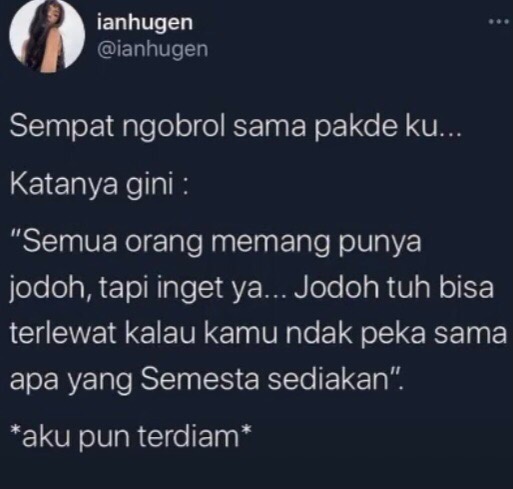 ianhugen
@ianhugen
Sempat ngobrol sama pakde ku...
Katanya gini :
"Semua orang memang punya
jodoh, tapi inget ya... Jodoh tuh bisa
terlewat kalau kamu ndak peka sama
apa yang Semesta sediakan".
*aku pun terdiam*